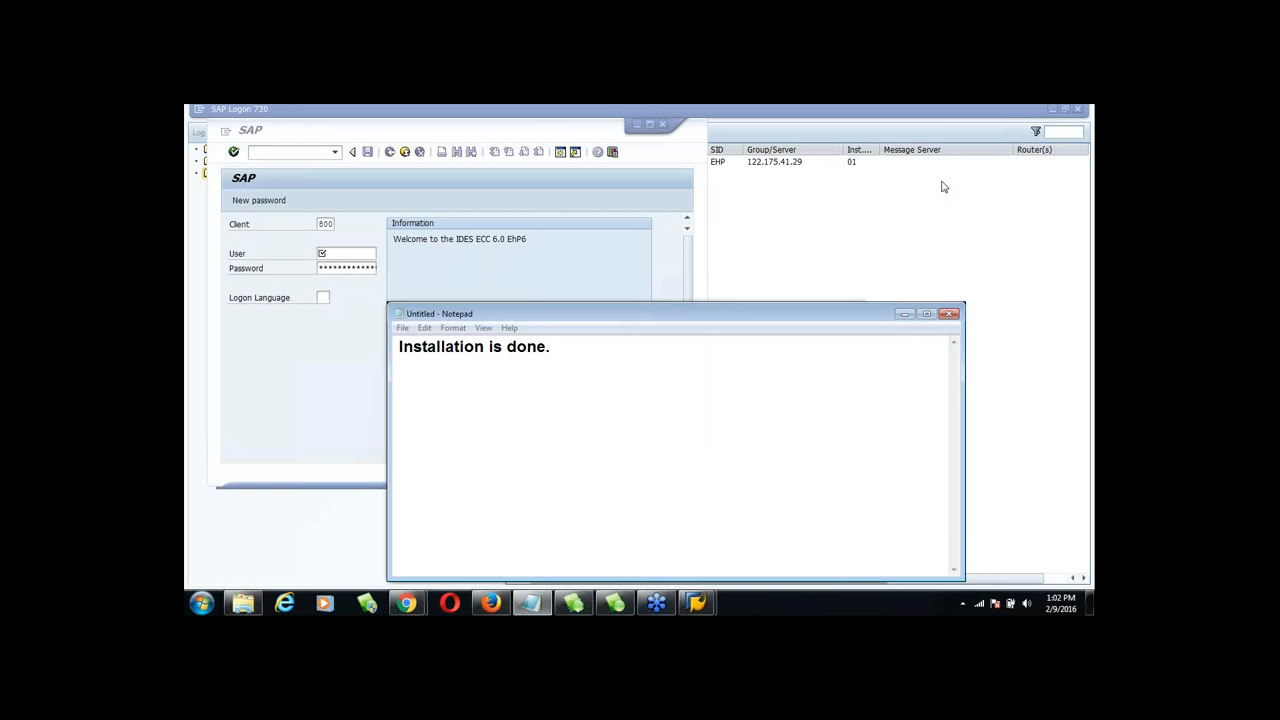 SAP Logon 730
SAP
Log
SID Group/Server Inst.... Message Server Router(s)
EHP 122.175.41.29 01
SAP
New password
Client 800
Information
Welcome to the IDES ECC 6.0 EhP6
User
Password ************
Logon Language
Untitled - Notepad
File Edit Format View Help
Installation is done.
1:02 PM
2/9/2016